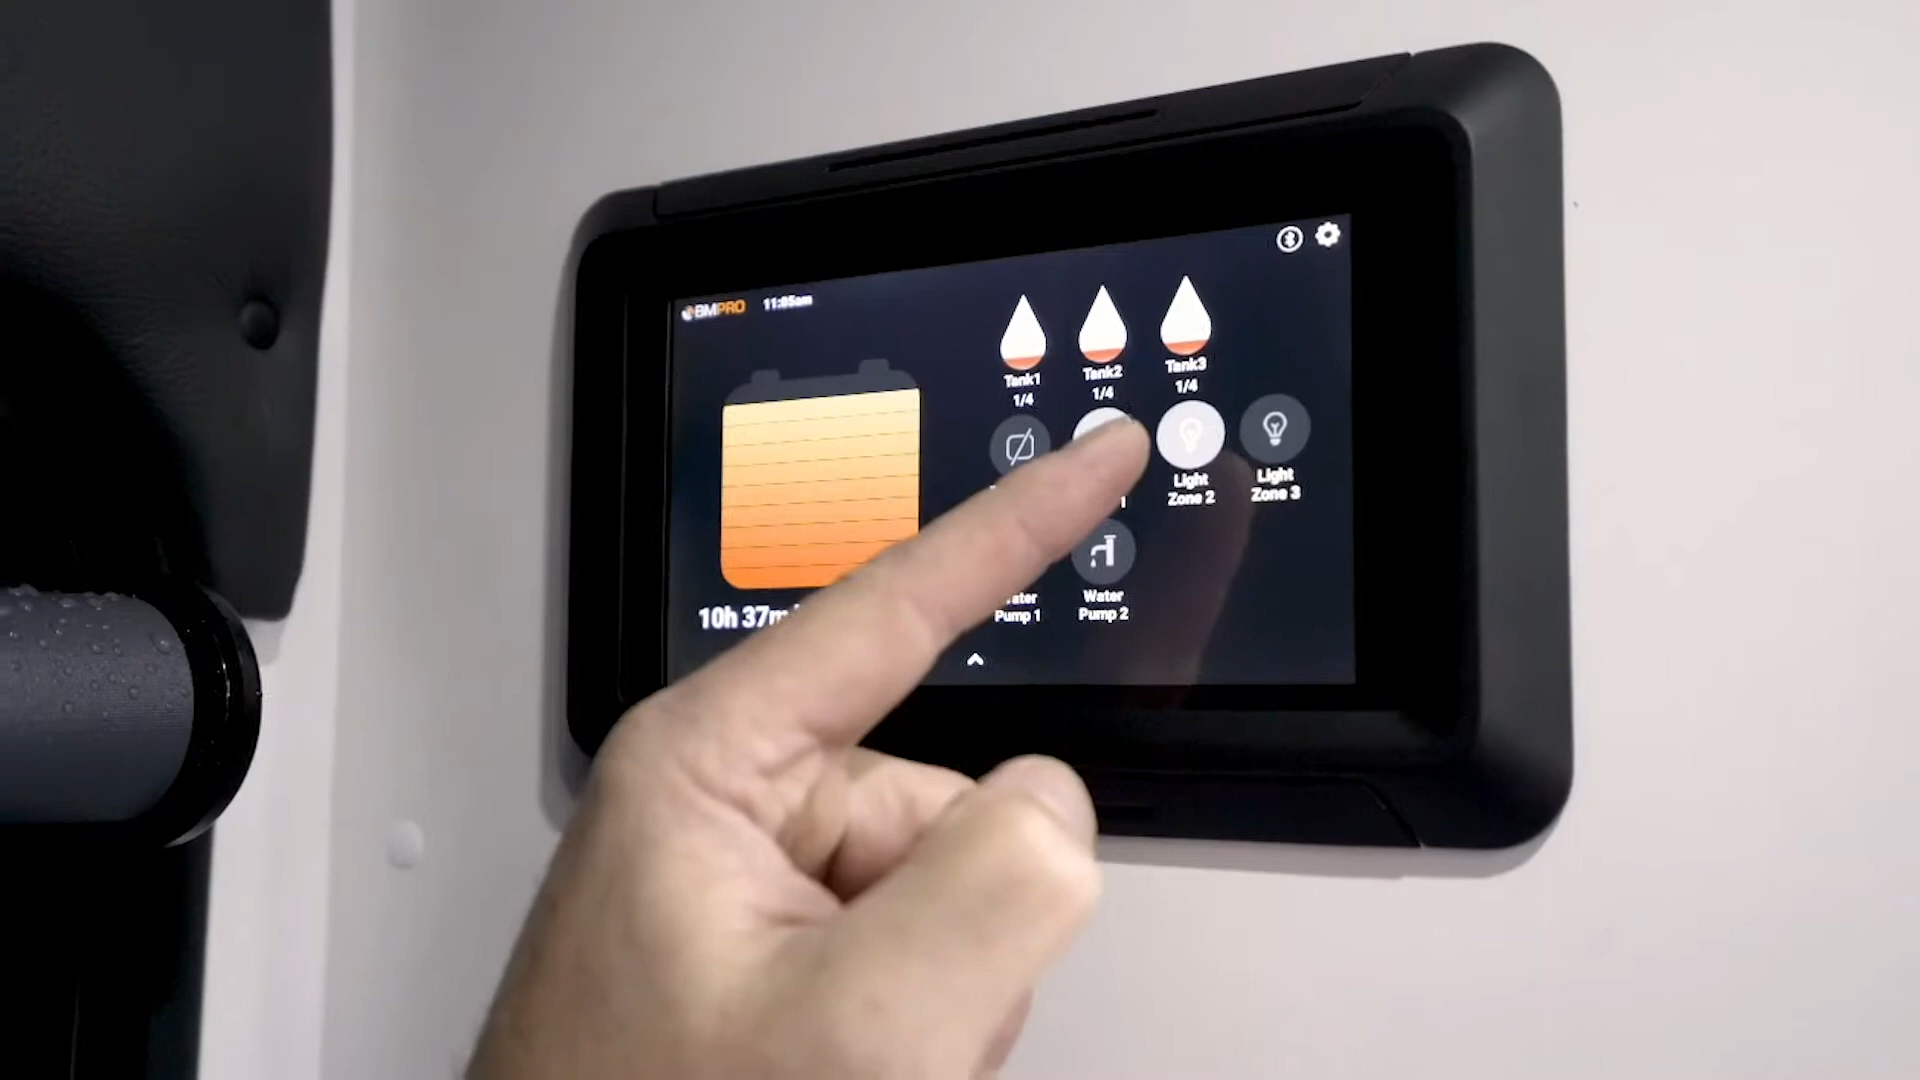 BMPRO 11:05am
Tank1
1/4
Tank2
1/4
Tank3
1/4
1
Light
Zone 2
Light
Zone 3
Pump 1
Water
Pump 2
10h 37m